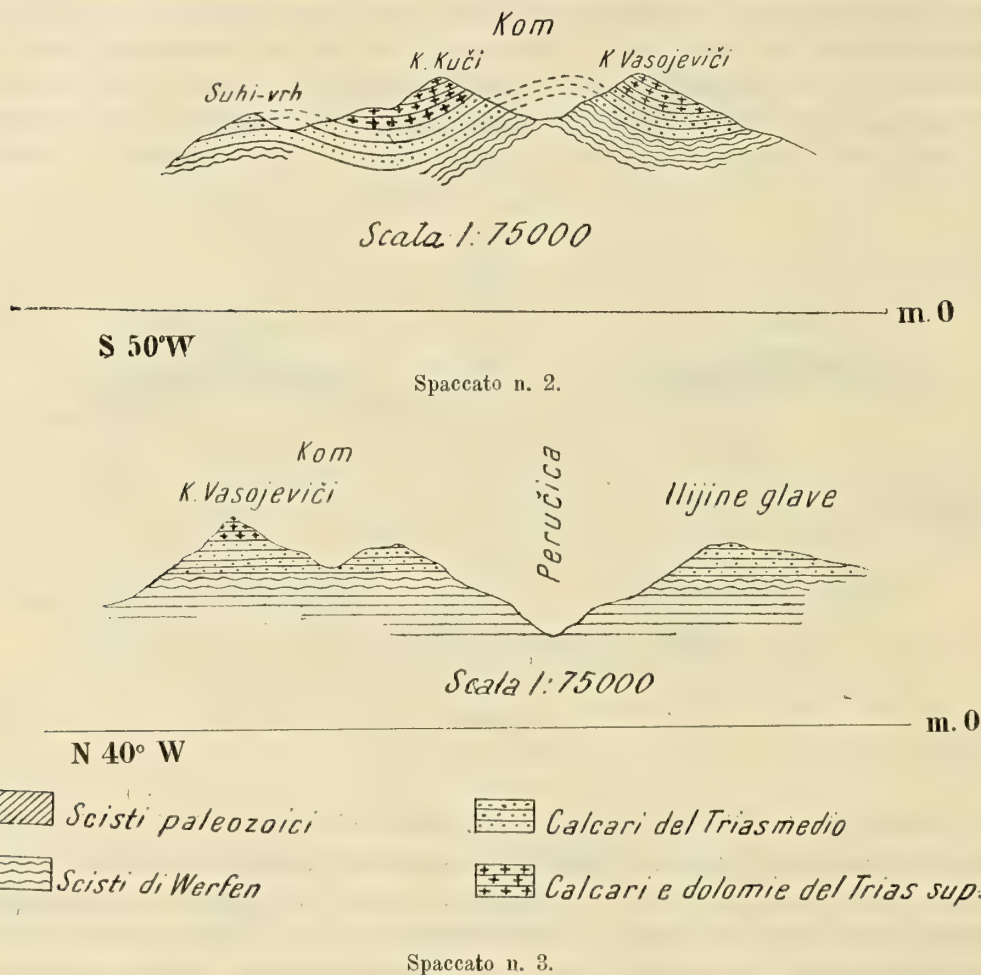 Kom
K. Kuči
K Vasojeviči
Suhi-vrh
Scala 1:75000
m. 0
S 50°W
Spaccato n. 2.
Kom
K. Vasojeviči
Peručica
Ilijine glave
Scala 1:75000
m. 0
N 40° W
Scisti paleozoici
Calcari del Trias medio
Scisti di Werfen
Calcari e dolomie del Trias sup.
Spaccato n. 3.